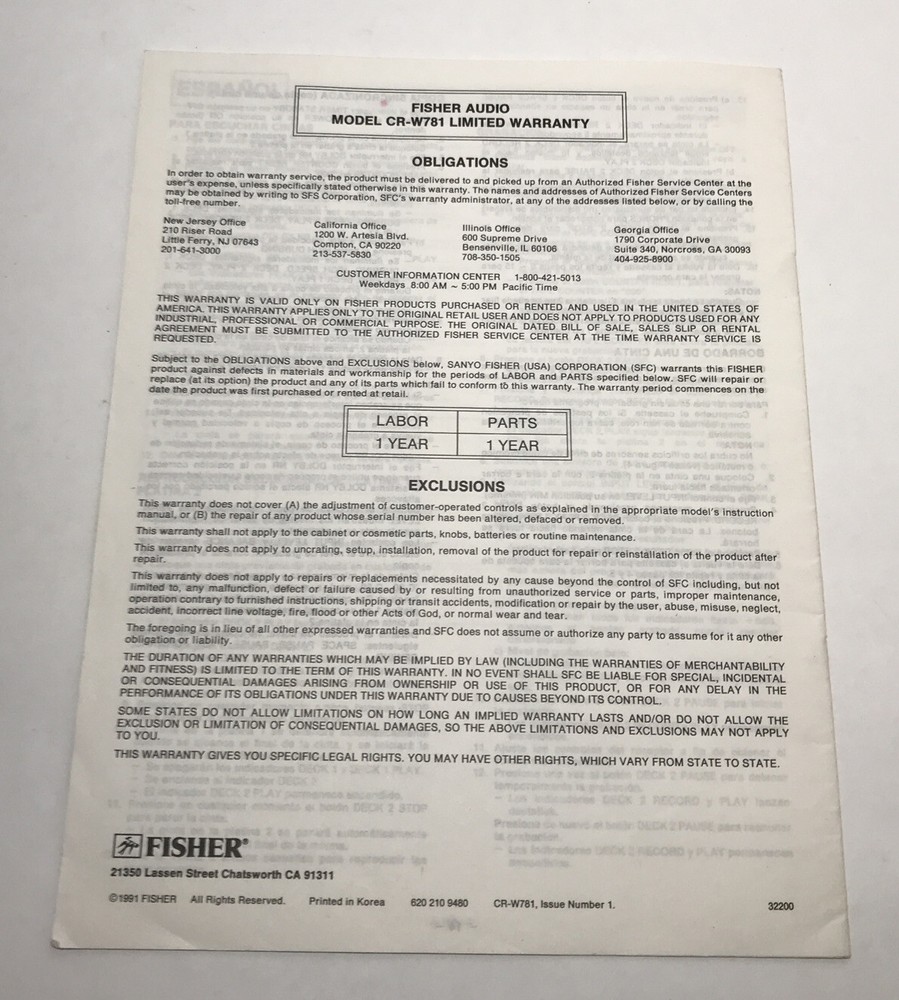 FISHER AUDIO
MODEL CR-W781 LIMITED WARRANTY
OBLIGATIONS
In order to obtain warranty service, the product must be delivered to and picked up from an Authorized Fisher Service Center at the
user's expense, unless specifically stated otherwise in this warranty. The names and addresses of Authorized Fisher Service Centers
may be obtained by writing to SFS Corporation, SFC's warranty administrator, at any of the addresses listed below, or by calling the
toll-free number.
New Jersey Office
210 Riser Road
Little Ferry, NJ 07643
201-641-3000
California Office
1200 W. Artesia Blvd.
Compton, CA 90220
213-537-5830
Illinois Office
600 Supreme Drive
Bensenville, IL 60106
708-350-1505
Georgia Office
1790 Corporate Drive
Suite 340, Norcross, GA 30093
404-925-8900
CUSTOMER INFORMATION CENTER 1-800-421-5013
Weekdays 8:00 AM ~ 5:00 PM Pacific Time
THIS WARRANTY IS VALID ONLY ON FISHER PRODUCTS PURCHASED OR RENTED AND USED IN THE UNITED STATES OF
AMERICA. THIS WARRANTY APPLIES ONLY TO THE ORIGINAL RETAIL USER AND DOES NOT APPLY TO PRODUCTS USED FOR ANY
INDUSTRIAL, PROFESSIONAL OR COMMERCIAL PURPOSE. THE ORIGINAL DATED BILL OF SALE, SALES SLIP OR RENTAL
AGREEMENT MUST BE SUBMITTED TO THE AUTHORIZED FISHER SERVICE CENTER AT THE TIME WARRANTY SERVICE IS
REQUESTED.
Subject to the OBLIGATIONS above and EXCLUSIONS below, SANYO FISHER (USA) CORPORATION (SFC) warrants this FISHER
product against defects in materials and workmanship for the periods of LABOR and PARTS specified below. SFC will repair or
replace (at its option) the product and any of its parts which fail to conform to this warranty. The warranty period commences on the
date the product was first purchased or rented at retail.
LABOR PARTS
1 YEAR 1 YEAR
EXCLUSIONS
This warranty does not cover (A) the adjustment of customer-operated controls as explained in the appropriate model's instruction
manual, or (B) the repair of any product whose serial number has been altered, defaced or removed.
This warranty shall not apply to the cabinet or cosmetic parts, knobs, batteries or routine maintenance.
This warranty does not apply to uncrating, setup, installation, removal of the product for repair or reinstallation of the product after
repair.
This warranty does not apply to repairs or replacements necessitated by any cause beyond the control of SFC including, but not
limited to, any malfunction, defect or failure caused by or resulting from unauthorized service or parts, improper maintenance,
operation contrary to furnished instructions, shipping or transit accidents, modification or repair by the user, abuse, misuse, neglect,
accident, incorrect line voltage, fire, flood or other Acts of God, or normal wear and tear.
The foregoing is in lieu of all other expressed warranties and SFC does not assume or authorize any party to assume for it any other
obligation or liability.
THE DURATION OF ANY WARRANTIES WHICH MAY BE IMPLIED BY LAW (INCLUDING THE WARRANTIES OF MERCHANTABILITY
AND FITNESS) IS LIMITED TO THE TERM OF THIS WARRANTY. IN NO EVENT SHALL SFC BE LIABLE FOR SPECIAL, INCIDENTAL
OR CONSEQUENTIAL DAMAGES ARISING FROM OWNERSHIP OR USE OF THIS PRODUCT, OR FOR ANY DELAY IN THE
PERFORMANCE OF ITS OBLIGATIONS UNDER THIS WARRANTY DUE TO CAUSES BEYOND ITS CONTROL.
SOME STATES DO NOT ALLOW LIMITATIONS ON HOW LONG AN IMPLIED WARRANTY LASTS AND/OR DO NOT ALLOW THE
EXCLUSION OR LIMITATION OF CONSEQUENTIAL DAMAGES, SO THE ABOVE LIMITATIONS AND EXCLUSIONS MAY NOT APPLY
TO YOU.
THIS WARRANTY GIVES YOU SPECIFIC LEGAL RIGHTS. YOU MAY HAVE OTHER RIGHTS, WHICH VARY FROM STATE TO STATE.
FISHER®
21350 Lassen Street Chatsworth CA 91311
©1991 FISHER All Rights Reserved. Printed in Korea 620 210 9480 CR-W781, Issue Number 1. 32200